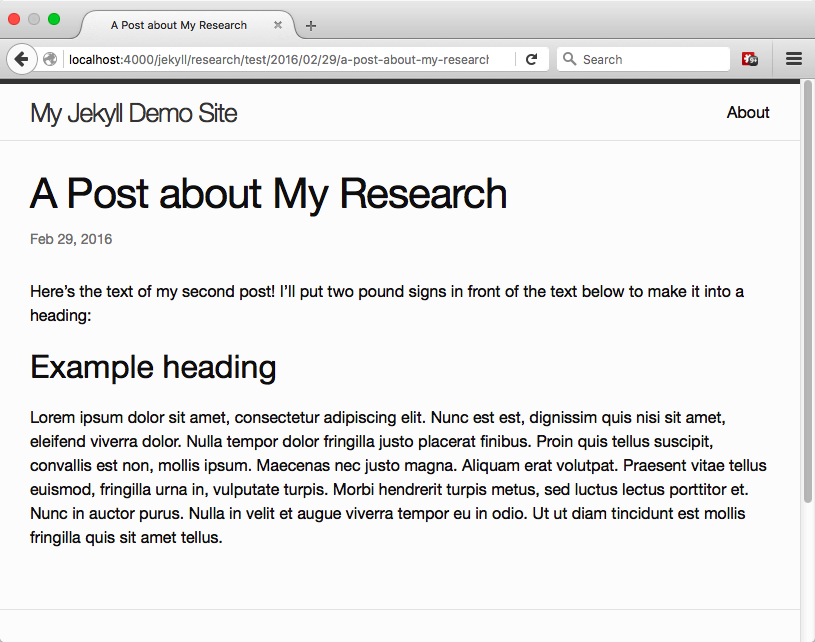 A Post about My Research
localhost:4000/jekyll/research/test/2016/02/29/a-post-about-my-research
Search
My Jekyll Demo Site
About
A Post about My Research
Feb 29, 2016
Here’s the text of my second post! I’ll put two pound signs in front of the text below to make it into a
heading:
Example heading
Lorem ipsum dolor sit amet, consectetur adipiscing elit. Nunc est est, dignissim quis nisi sit amet,
eleifend viverra dolor. Nulla tempor dolor fringilla justo placerat finibus. Proin quis tellus suscipit,
convallis est non, mollis ipsum. Maecenas nec justo magna. Aliquam erat volutpat. Praesent vitae tellus
euismod, fringilla urna in, vulputate turpis. Morbi hendrerit turpis metus, sed luctus lectus porttitor et.
Nunc in auctor purus. Nulla in velit et augue viverra tempor eu in odio. Ut ut diam tincidunt est mollis
fringilla quis sit amet tellus.